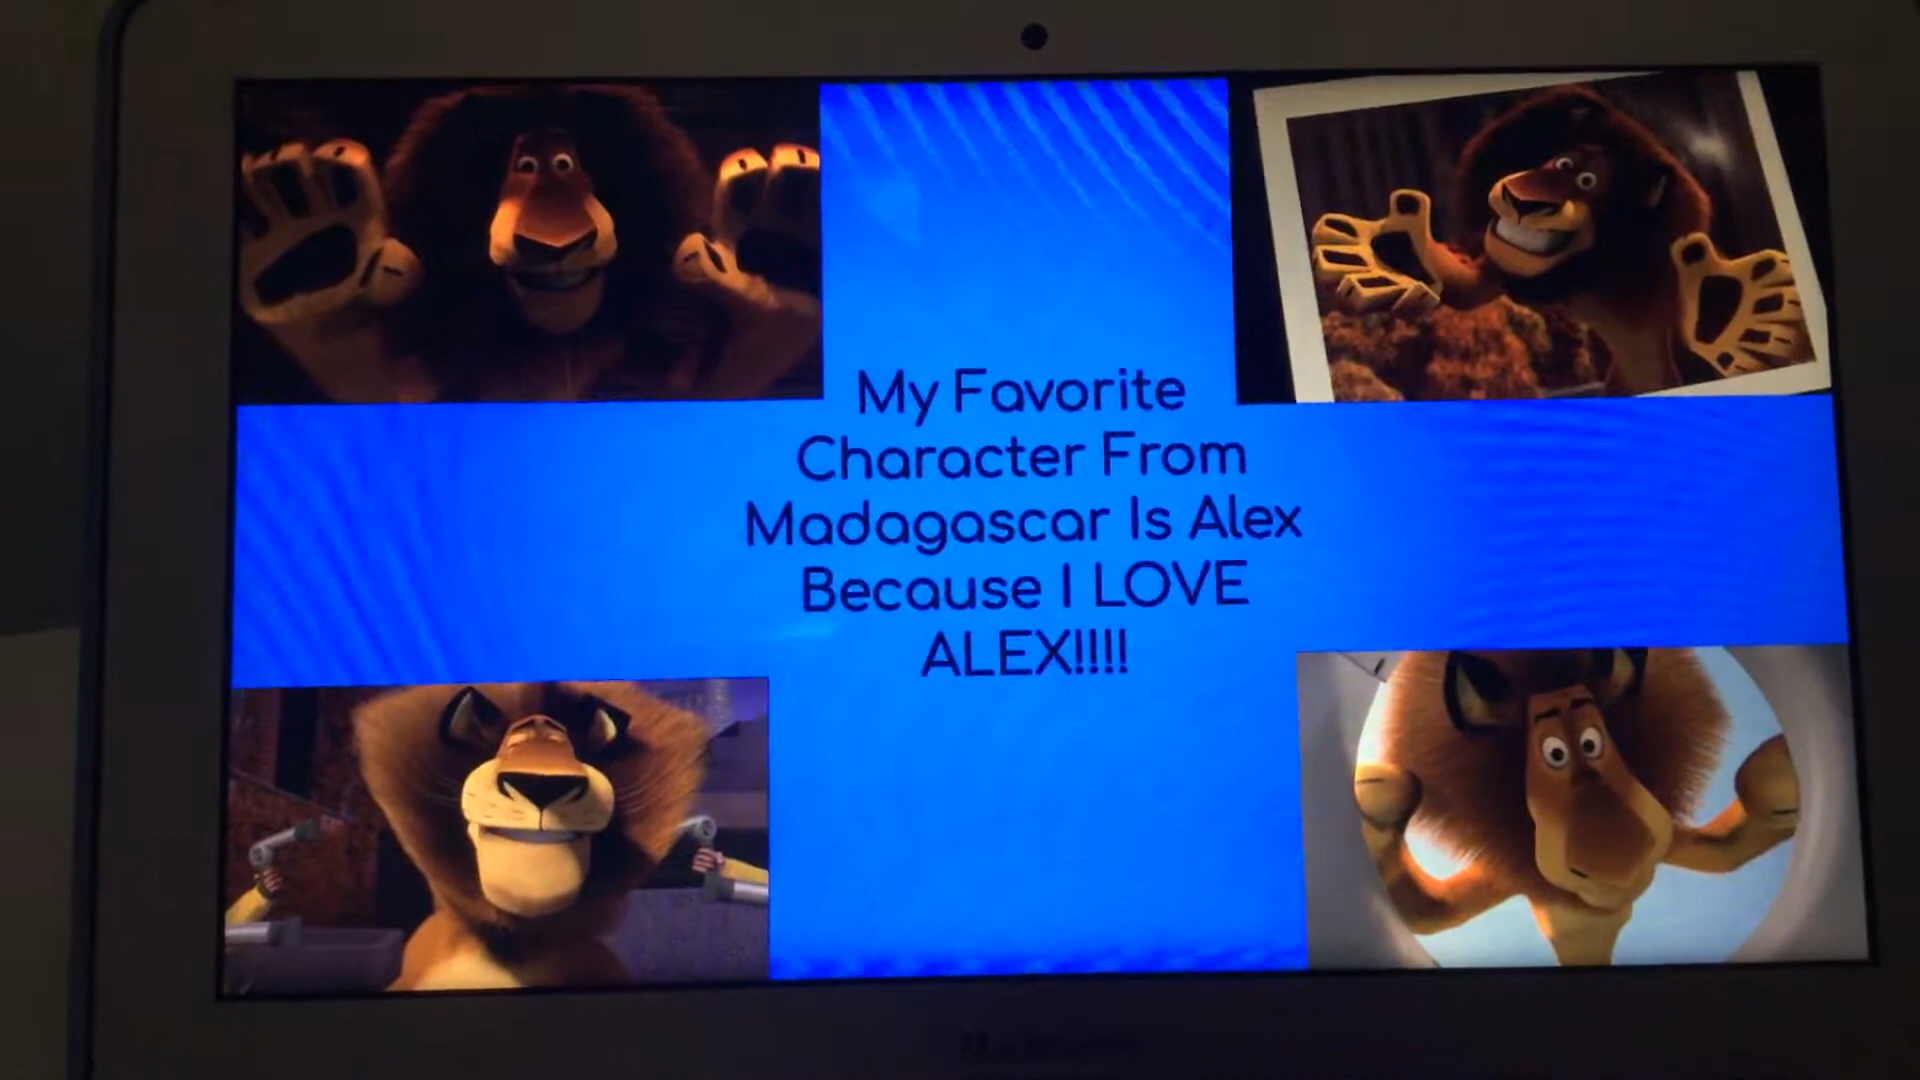 My Favorite
Character From
Madagascar Is Alex
Because I LOVE
ALEX!!!!